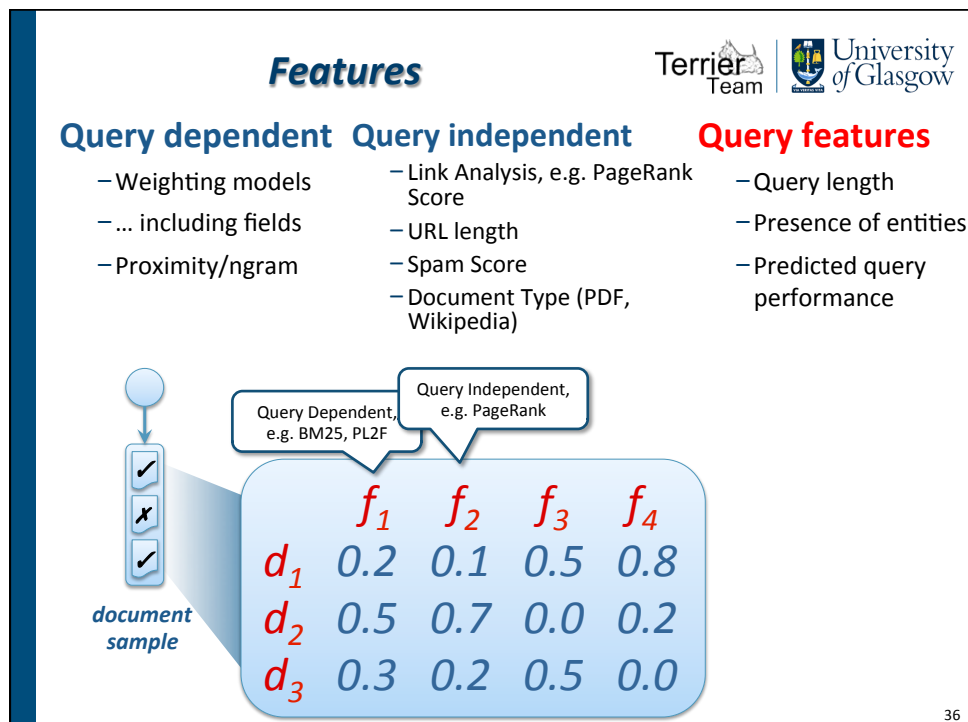 Features
Terrier
Team
University
of Glasgow
Query dependent
–Weighting models
–… including fields
–Proximity/ngram
Query independent
–Link Analysis, e.g. PageRank
Score
–URL length
–Spam Score
–Document Type (PDF,
Wikipedia)
Query features
–Query length
–Presence of entities
–Predicted query
performance
Query Dependent,
e.g. BM25, PL2F
Query Independent,
e.g. PageRank
✓
✗
✓
document
sample
f1 f2 f3 f4
d1 0.2 0.1 0.5 0.8
d2 0.5 0.7 0.0 0.2
d3 0.3 0.2 0.5 0.0
36